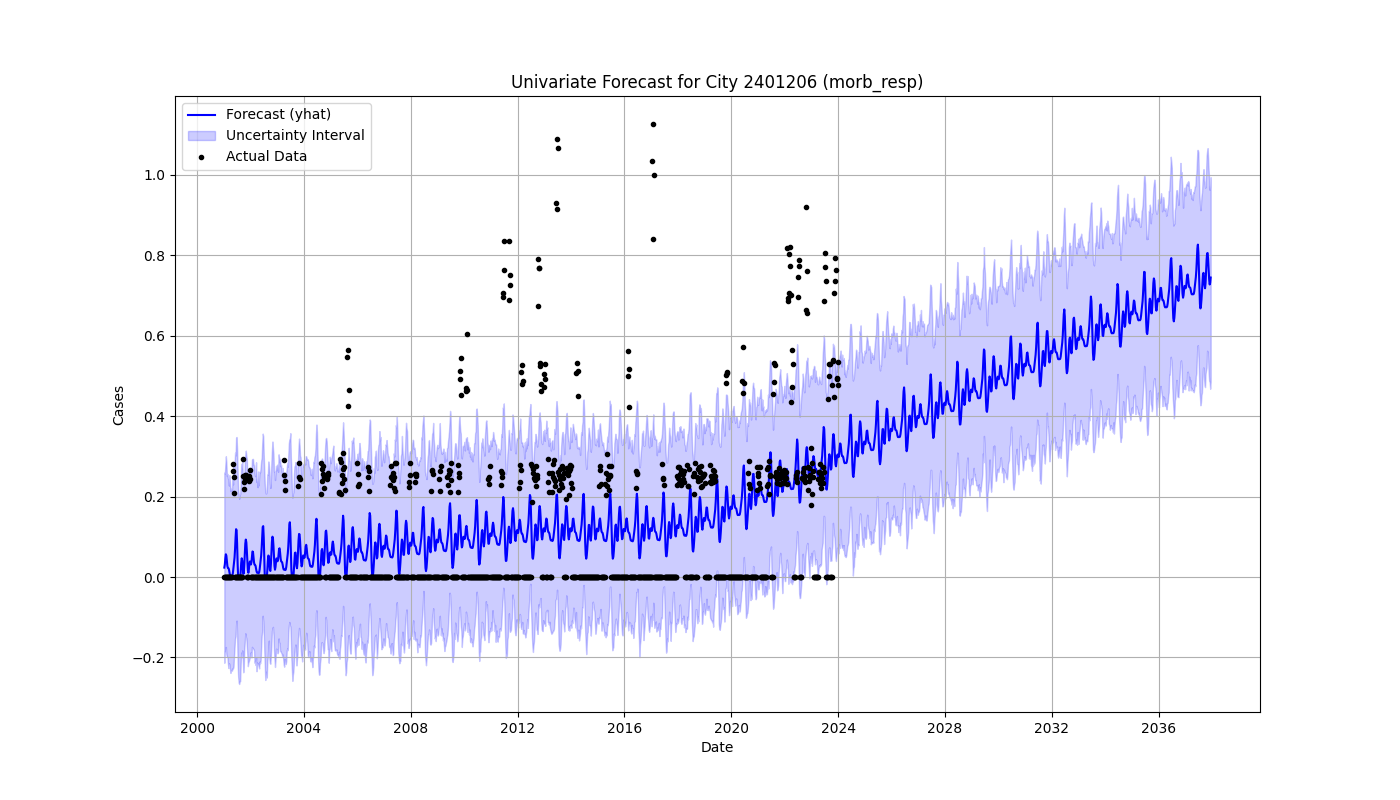 Univariate Forecast for City 2401206 (morb_resp)
Forecast (yhat)
Uncertainty Interval
Actual Data
1.0
0.8
0.6
0.4
0.2
0.0
−0.2
Cases
2000 2004 2008 2012 2016 2020 2024 2028 2032 2036
Date